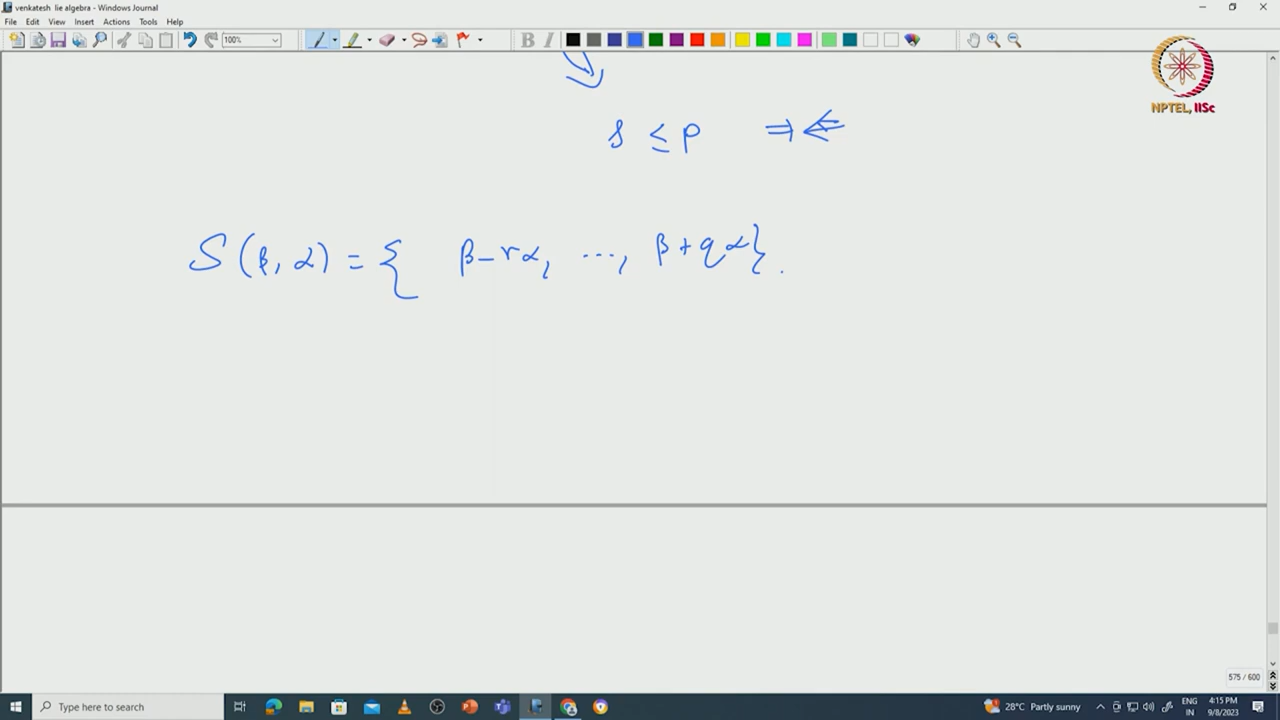 venkatesh lie algebra - Windows Journal
File Edit View Insert Actions Tools Help
100%
B I
NPTEL, IISc
s ≤ p ⇒⇐
S(β, α) = { β-rα, ..., β+qα}.
575 / 600
Type here to search
28°C Partly sunny
ENG
IN
4:15 PM
9/8/2023